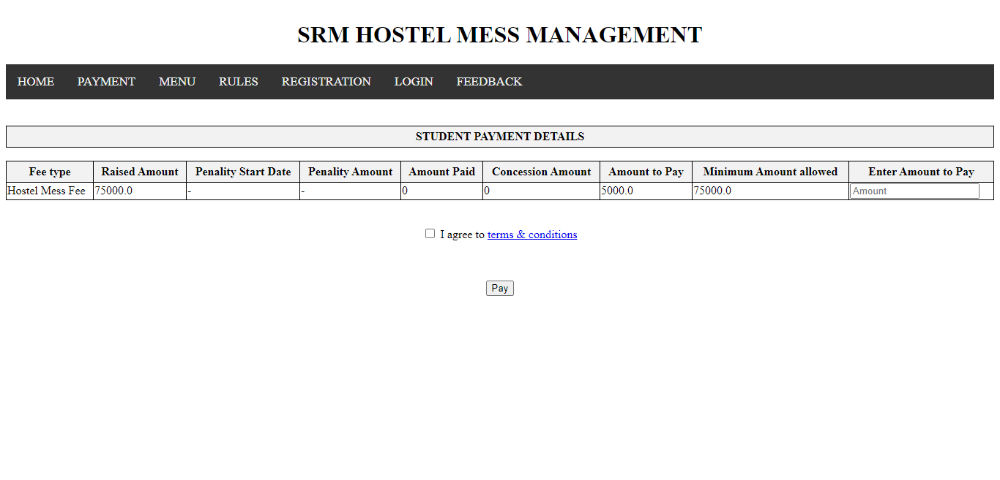 SRM HOSTEL MESS MANAGEMENT
HOME PAYMENT MENU RULES REGISTRATION LOGIN FEEDBACK
STUDENT PAYMENT DETAILS
Fee type Raised Amount Penality Start Date Penality Amount Amount Paid Concession Amount Amount to Pay Minimum Amount allowed Enter Amount to Pay
Hostel Mess Fee 75000.0 - - 0 0 5000.0 75000.0 Amount
I agree to terms & conditions
Pay